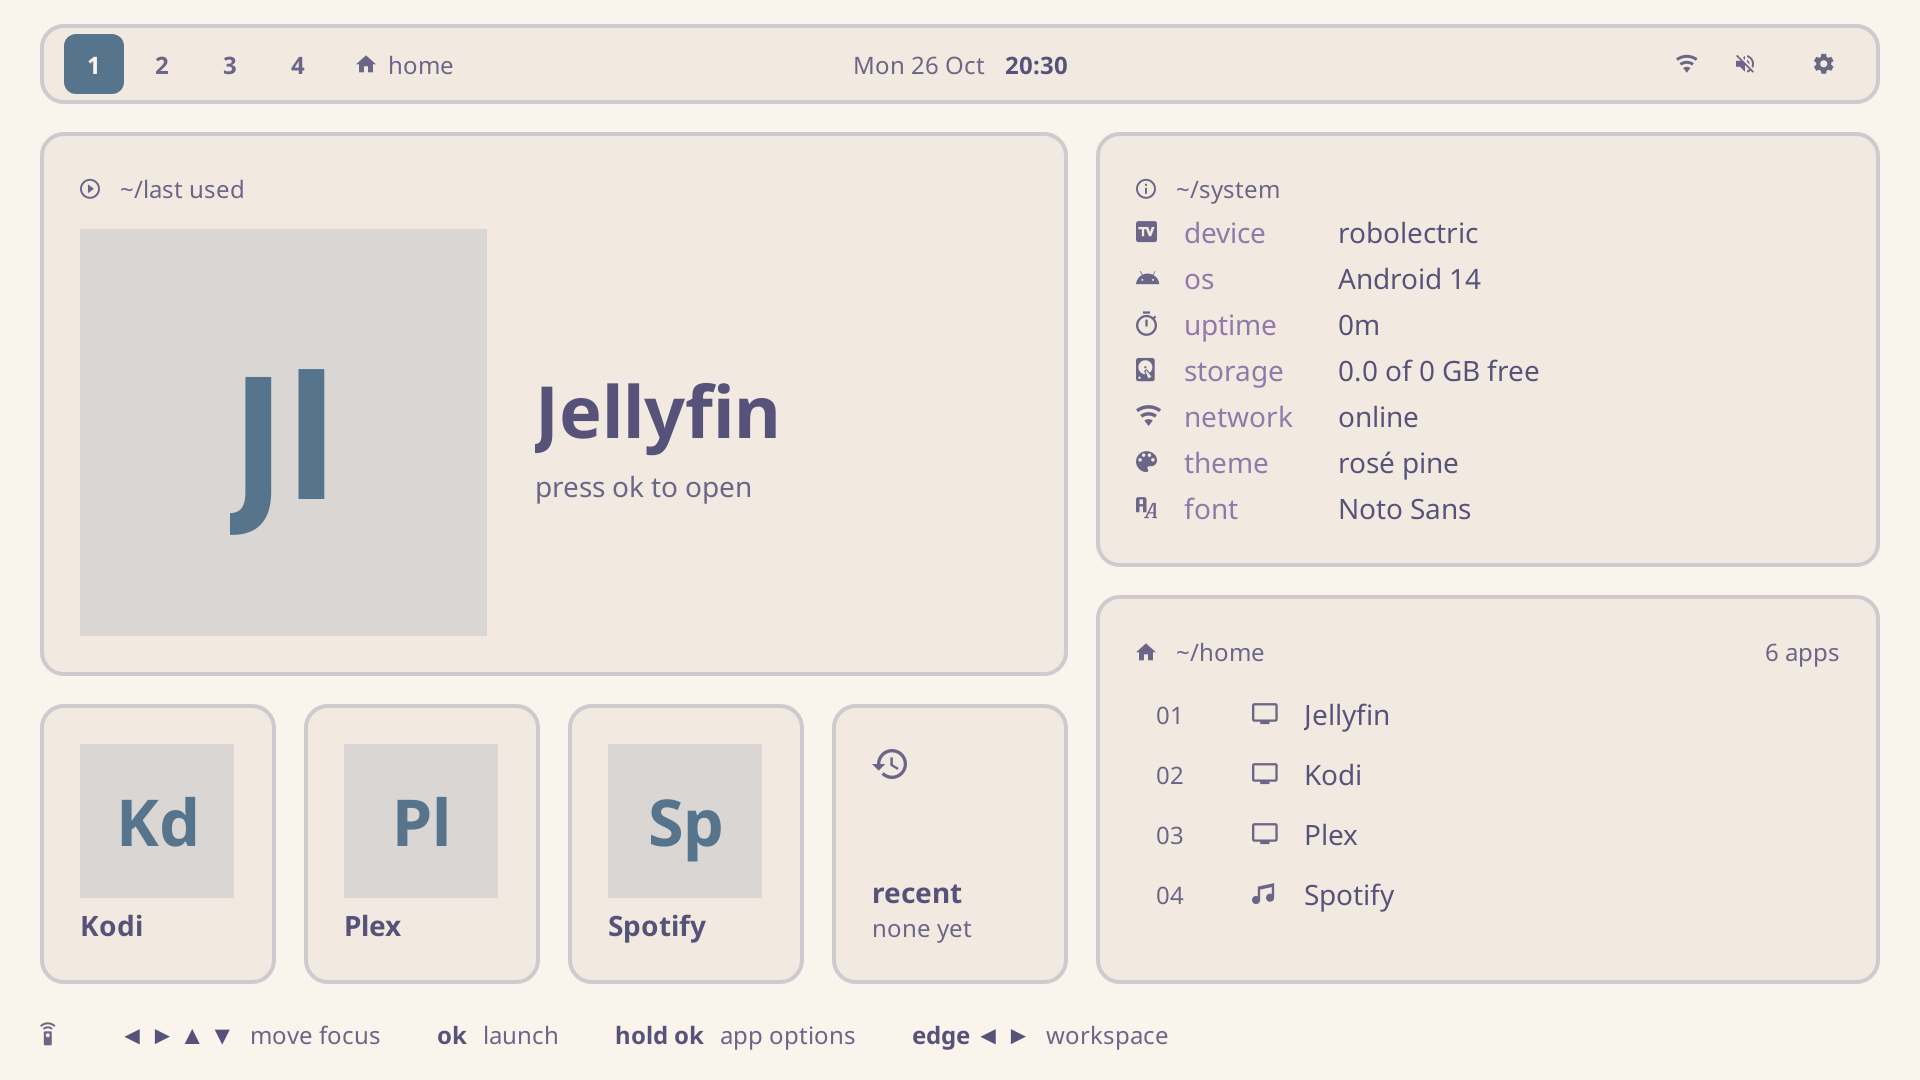 1 2 3 4 home Mon 26 Oct 20:30
~/last used
Jl
Jellyfin
press ok to open
Kd
Kodi
Pl
Plex
Sp
Spotify
recent
none yet
~/system
device robolectric
os Android 14
uptime 0m
storage 0.0 of 0 GB free
network online
theme rosé pine
font Noto Sans
~/home 6 apps
01 Jellyfin
02 Kodi
03 Plex
04 Spotify
◀ ▶ ▲ ▼ move focus ok launch hold ok app options edge ◀ ▶ workspace